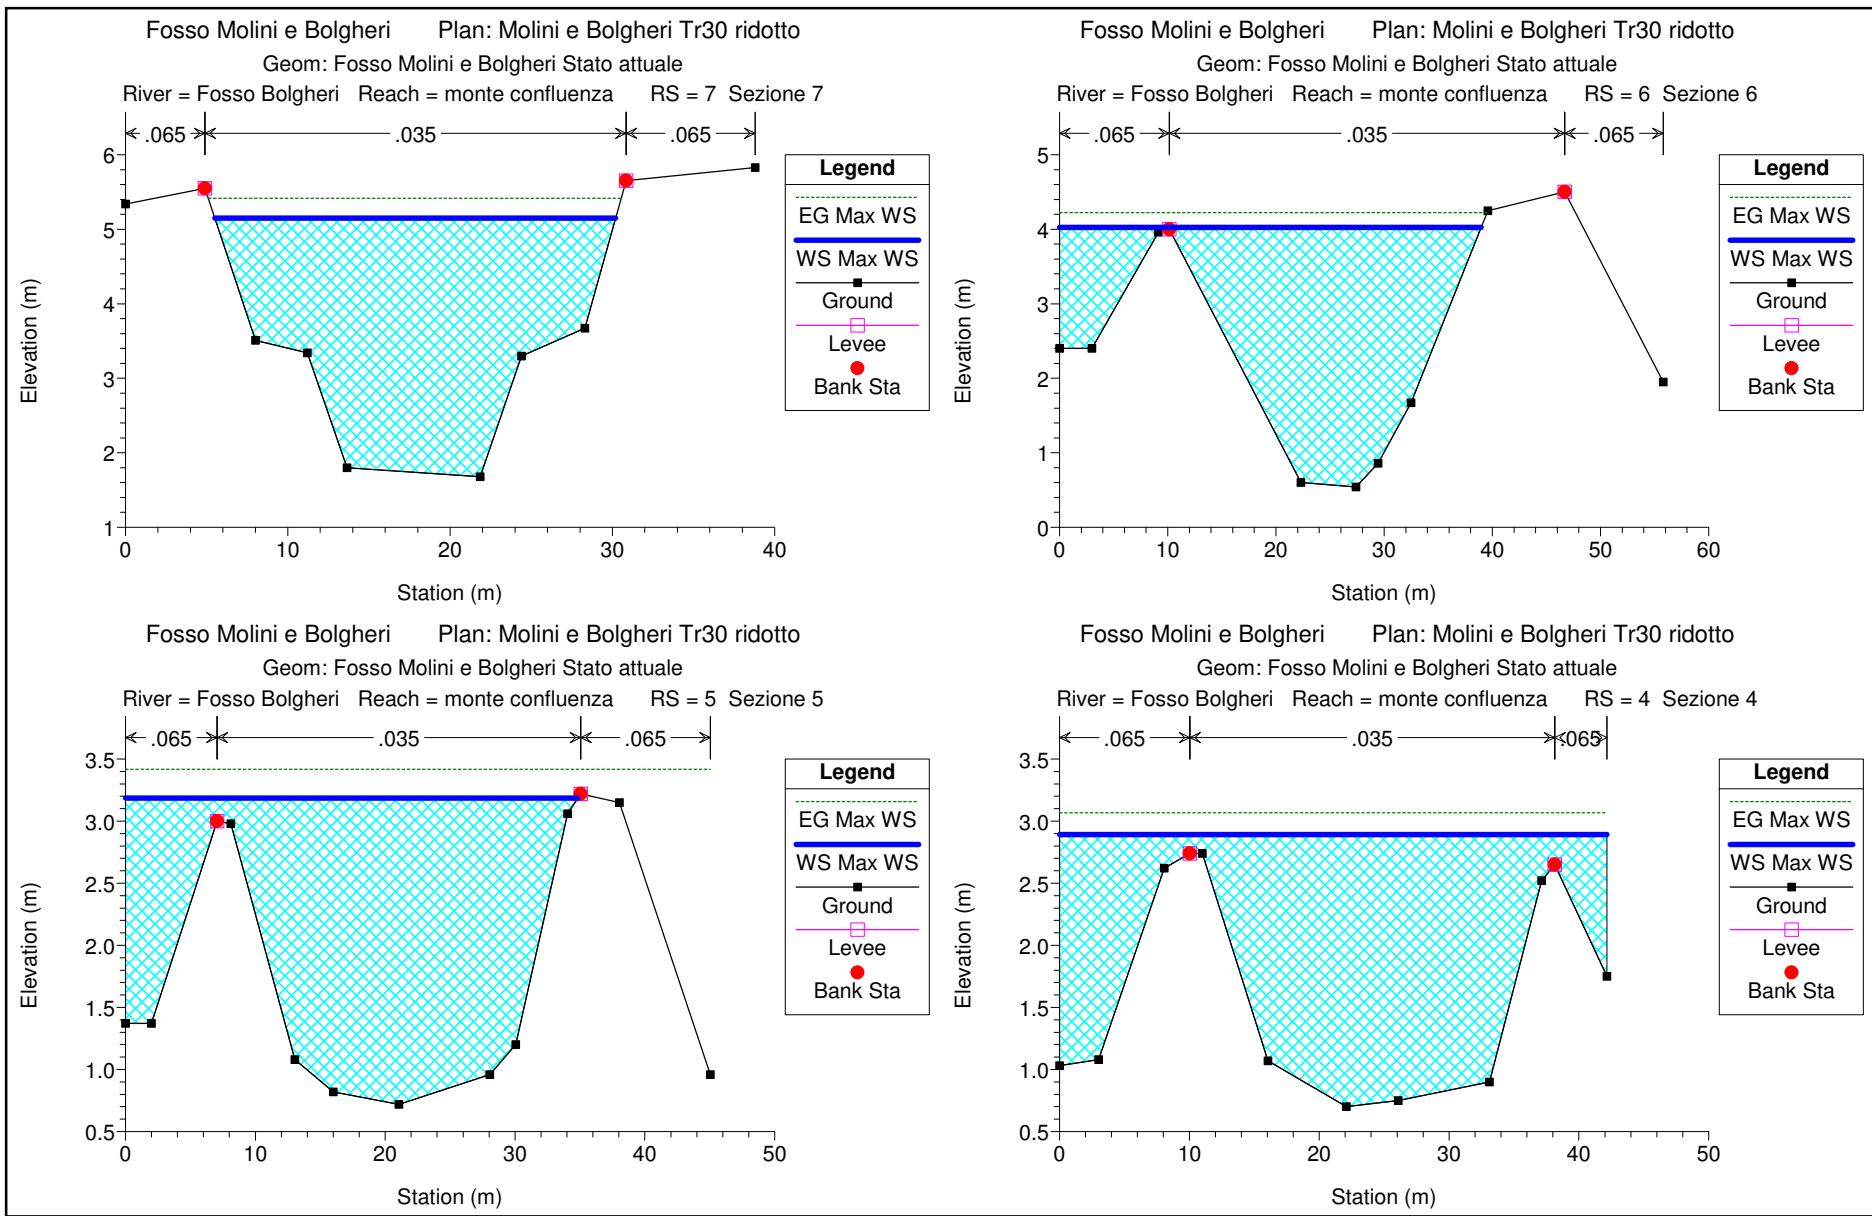 Fosso Molini e Bolgheri Plan: Molini e Bolgheri Tr30 ridotto
Geom: Fosso Molini e Bolgheri Stato attuale
River = Fosso Bolgheri Reach = monte confluenza RS = 7 Sezione 7
.065 .035 .065
6
5
4
3
2
1
0 10 20 30 40
Elevation (m)
Station (m)
Legend
EG Max WS
WS Max WS
Ground
Levee
Bank Sta
Fosso Molini e Bolgheri Plan: Molini e Bolgheri Tr30 ridotto
Geom: Fosso Molini e Bolgheri Stato attuale
River = Fosso Bolgheri Reach = monte confluenza RS = 6 Sezione 6
.065 .035 .065
5
4
3
2
1
0
0 10 20 30 40 50 60
Elevation (m)
Station (m)
Legend
EG Max WS
WS Max WS
Ground
Levee
Bank Sta
Fosso Molini e Bolgheri Plan: Molini e Bolgheri Tr30 ridotto
Geom: Fosso Molini e Bolgheri Stato attuale
River = Fosso Bolgheri Reach = monte confluenza RS = 5 Sezione 5
.065 .035 .065
3.5
3.0
2.5
2.0
1.5
1.0
0.5
0 10 20 30 40 50
Elevation (m)
Station (m)
Legend
EG Max WS
WS Max WS
Ground
Levee
Bank Sta
Fosso Molini e Bolgheri Plan: Molini e Bolgheri Tr30 ridotto
Geom: Fosso Molini e Bolgheri Stato attuale
River = Fosso Bolgheri Reach = monte confluenza RS = 4 Sezione 4
.065 .035 .065
3.5
3.0
2.5
2.0
1.5
1.0
0.5
0 10 20 30 40 50
Elevation (m)
Station (m)
Legend
EG Max WS
WS Max WS
Ground
Levee
Bank Sta